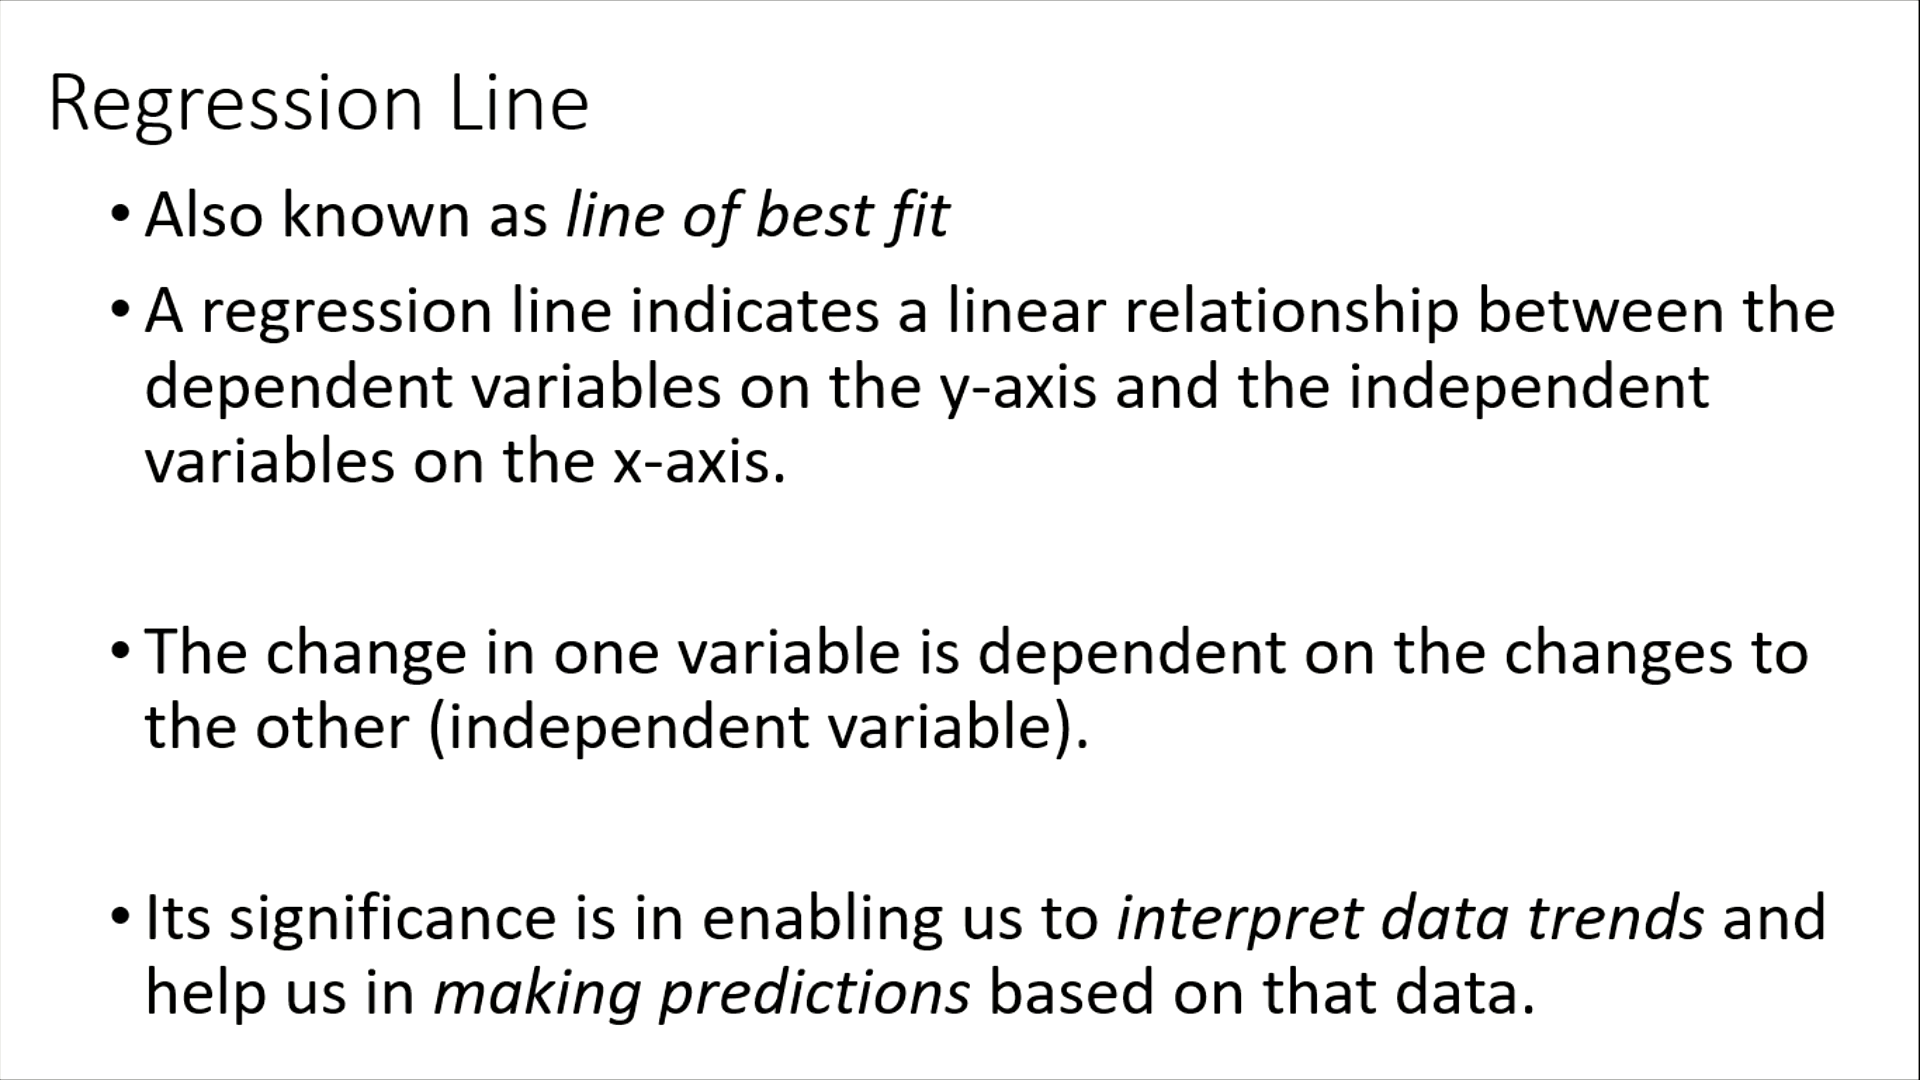 Regression Line
• Also known as line of best fit
• A regression line indicates a linear relationship between the
dependent variables on the y-axis and the independent
variables on the x-axis.
• The change in one variable is dependent on the changes to
the other (independent variable).
• Its significance is in enabling us to interpret data trends and
help us in making predictions based on that data.